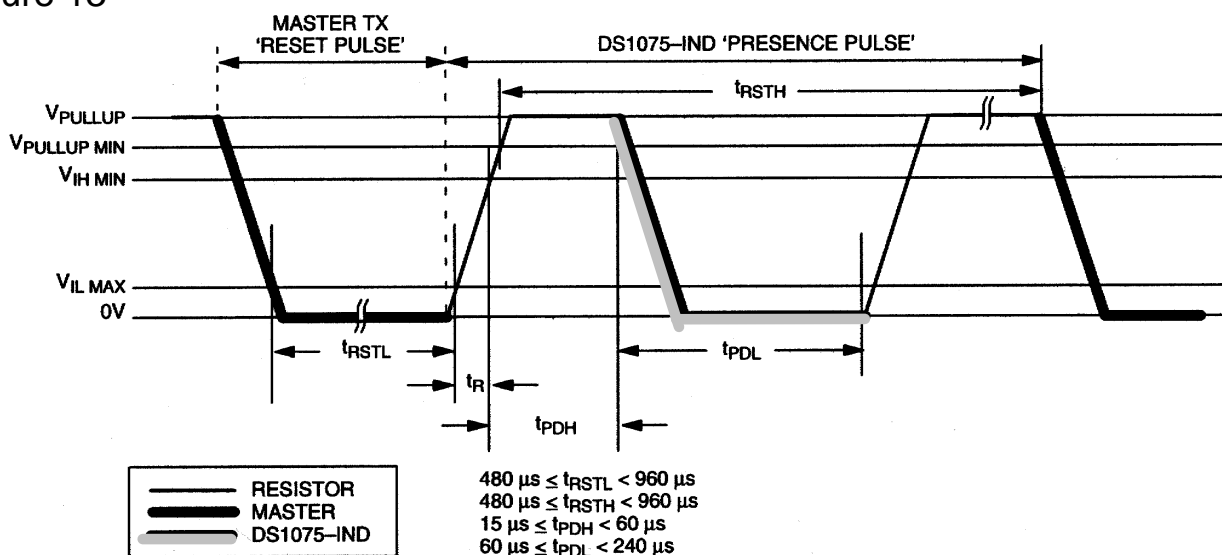 MASTER TX
'RESET PULSE'
DS1075–IND 'PRESENCE PULSE'
tRSTH
VPULLUP
VPULLUP MIN
VIH MIN
VIL MAX
0V
tRSTL
tPDL
tR
tPDH
RESISTOR
MASTER
DS1075–IND
480 µs ≤ tRSTL < 960 µs
480 µs ≤ tRSTH < 960 µs
15 µs ≤ tPDH < 60 µs
60 µs ≤ tPDL < 240 µs